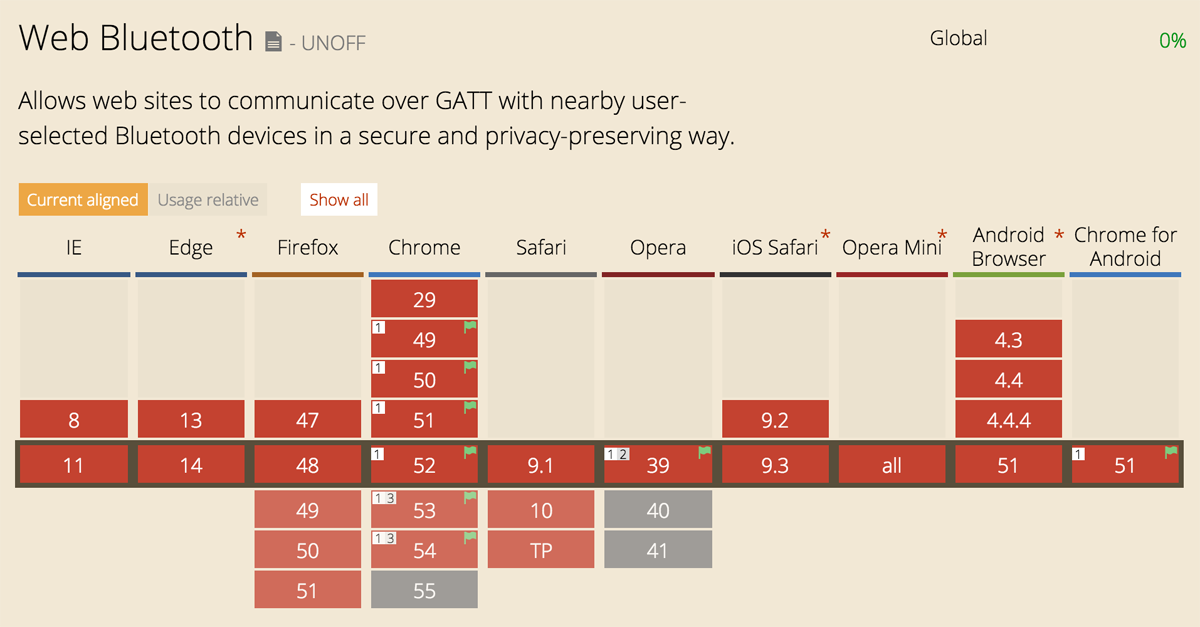 Web Bluetooth - UNOFF
Global 0%
Allows web sites to communicate over GATT with nearby user-
selected Bluetooth devices in a secure and privacy-preserving way.
Current aligned Usage relative Show all
IE Edge * Firefox Chrome Safari Opera iOS Safari * Opera Mini * Android Browser * Chrome for Android
29
1 49 4.3
1 50 4.4
8 13 47 1 51 9.2 4.4.4
11 14 48 1 52 9.1 1 2 39 9.3 all 51 1 51
49 1 3 53 10 40
50 1 3 54 TP 41
51 55